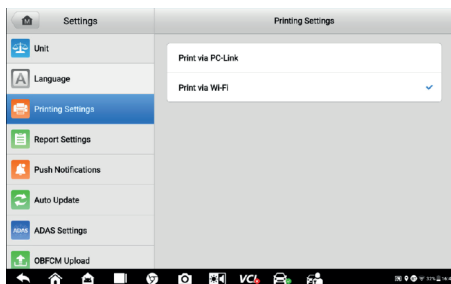 Settings
Printing Settings
Unit
Print via PC-Link
A Language
Print via Wi-Fi
Printing Settings
Report Settings
Push Notifications
Auto Update
ADAS ADAS Settings
OBFCM Upload
VCI